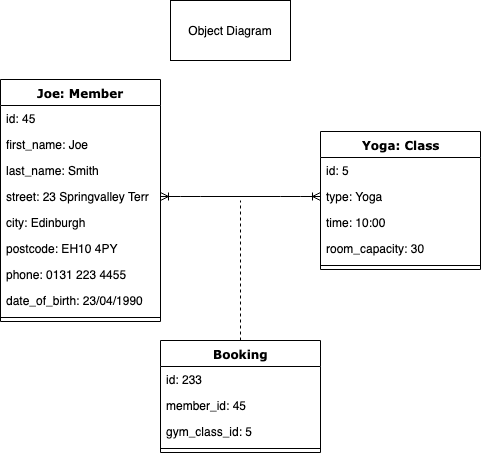 Object Diagram
Joe: Member
id: 45
first_name: Joe
last_name: Smith
street: 23 Springvalley Terr
city: Edinburgh
postcode: EH10 4PY
phone: 0131 223 4455
date_of_birth: 23/04/1990
Yoga: Class
id: 5
type: Yoga
time: 10:00
room_capacity: 30
Booking
id: 233
member_id: 45
gym_class_id: 5